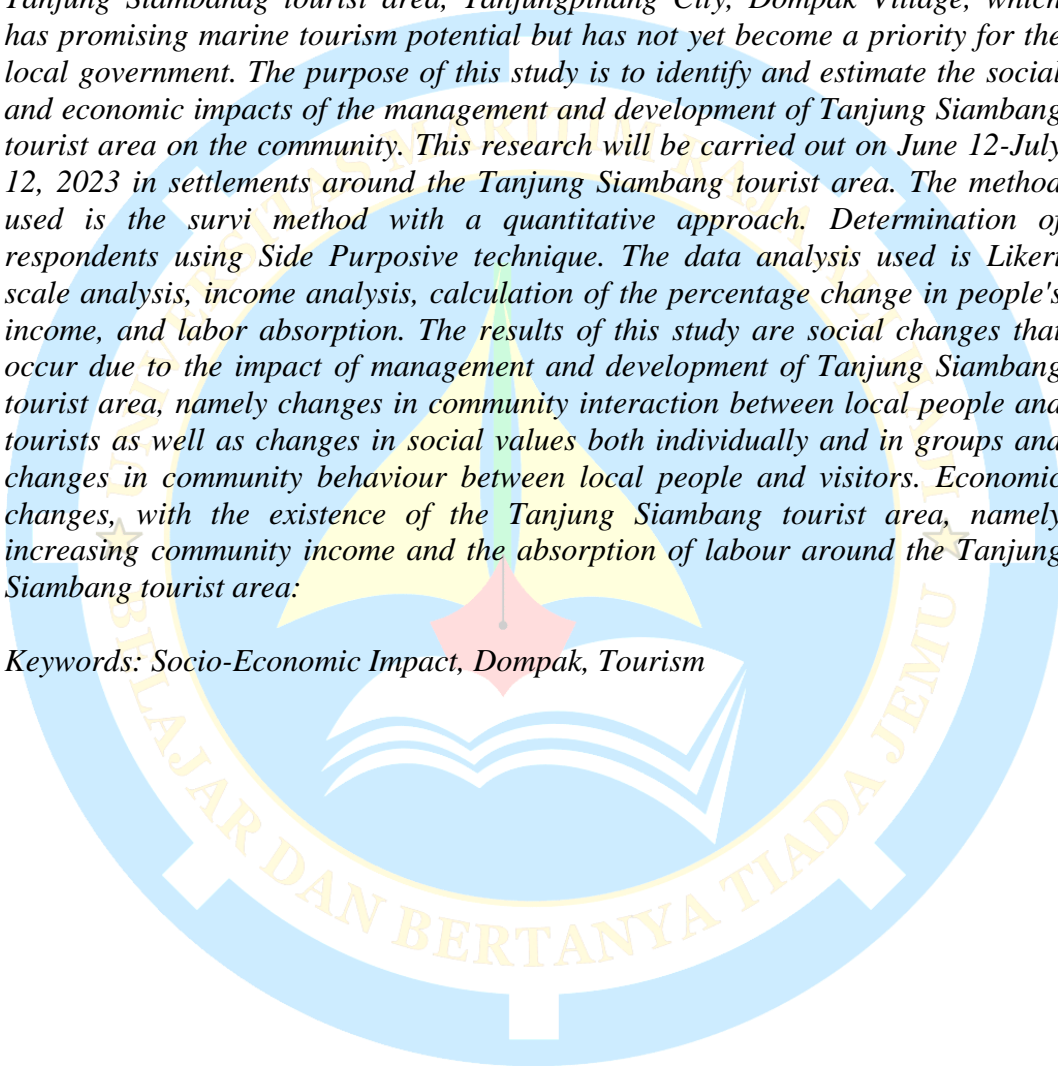 Tanjung Siambanag tourist area, Tanjungpinang City, Dompak Village, which
has promising marine tourism potential but has not yet become a priority for the
local government. The purpose of this study is to identify and estimate the social
and economic impacts of the management and development of Tanjung Siambang
tourist area on the community. This research will be carried out on June 12-July
12, 2023 in settlements around the Tanjung Siambang tourist area. The method
used is the survi method with a quantitative approach. Determination of
respondents using Side Purposive technique. The data analysis used is Likert
scale analysis, income analysis, calculation of the percentage change in people's
income, and labor absorption. The results of this study are social changes that
occur due to the impact of management and development of Tanjung Siambang
tourist area, namely changes in community interaction between local people and
tourists as well as changes in social values both individually and in groups and
changes in community behaviour between local people and visitors. Economic
changes, with the existence of the Tanjung Siambang tourist area, namely
increasing community income and the absorption of labour around the Tanjung
Siambang tourist area:
Keywords: Socio-Economic Impact, Dompak, Tourism
UNIVERSITAS MARITIM RAJA ALI HAJI
BELAJAR DAN BERTANYA TIADA JEMU